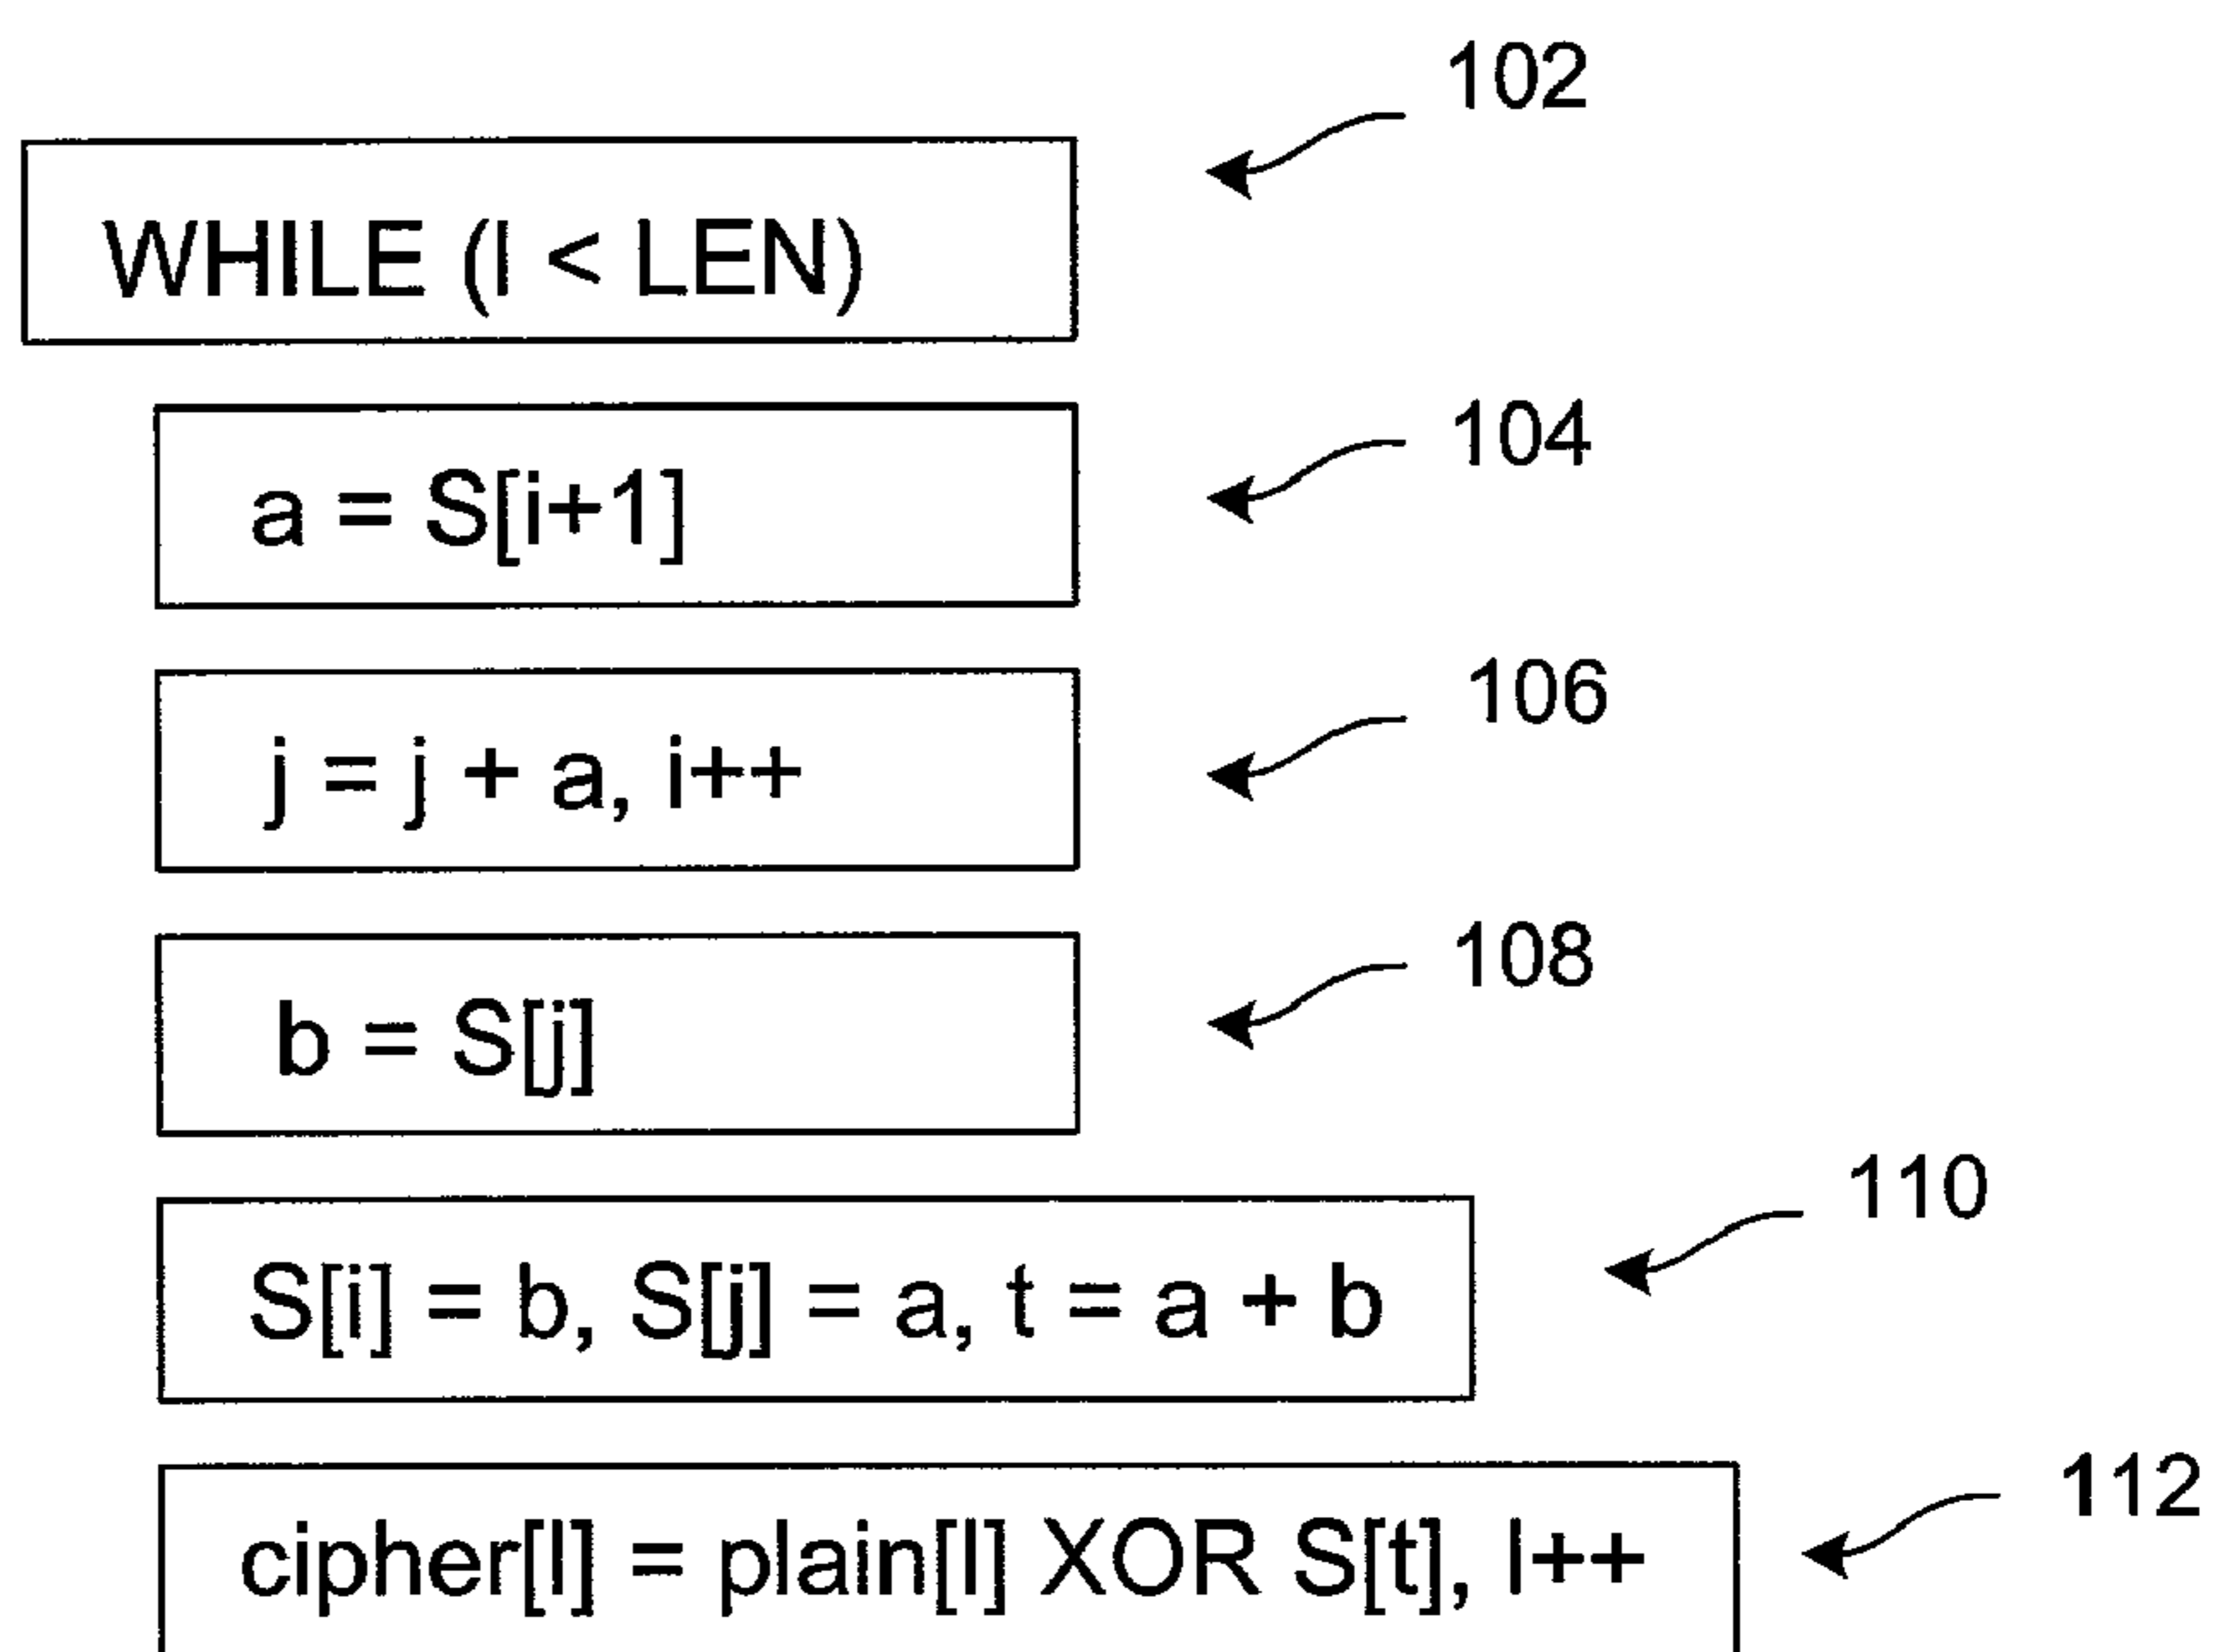 102
WHILE (l < LEN)
104
a = S[i+1]
106
j = j + a, i++
108
b = S[j]
110
S[i] = b, S[j] = a, t = a + b
112
cipher[l] = plain[l] XOR S[t], l++